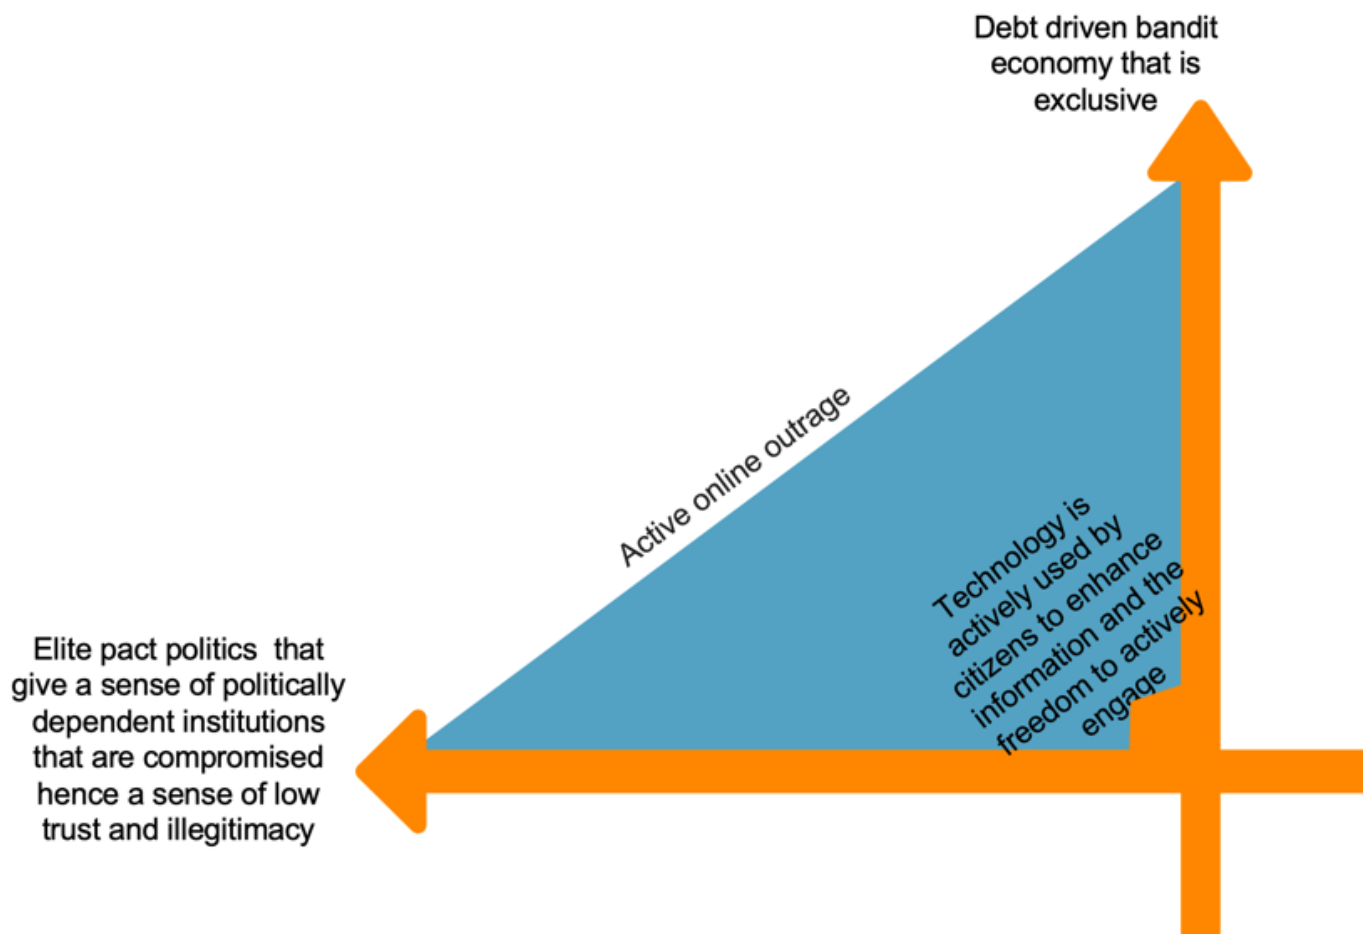 Debt driven bandit
economy that is
exclusive
Active online outrage
Technology is
actively used by
citizens to enhance
information and the
freedom to actively
engage
Elite pact politics  that
give a sense of politically
dependent institutions
that are compromised
hence a sense of low
trust and illegitimacy